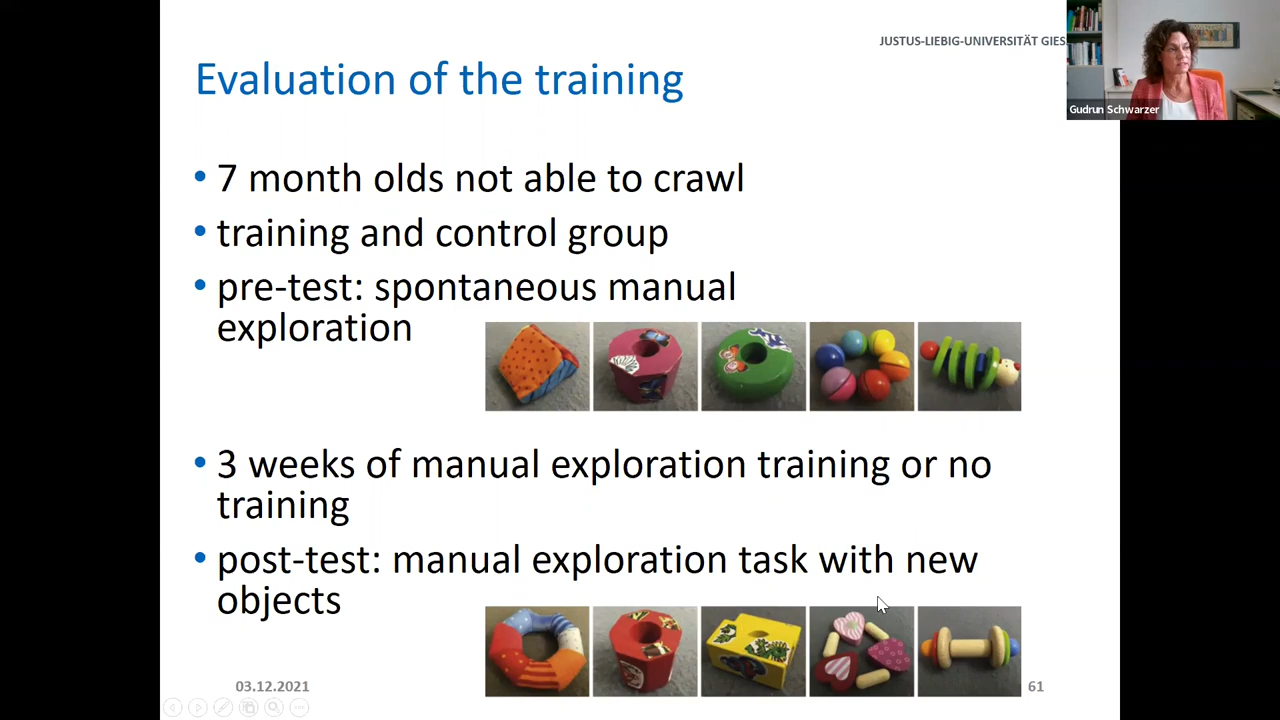 JUSTUS-LIEBIG-UNIVERSITÄT GIES
Gudrun Schwarzer
Evaluation of the training
• 7 month olds not able to crawl
• training and control group
• pre-test: spontaneous manual
exploration
• 3 weeks of manual exploration training or no
training
• post-test: manual exploration task with new
objects
03.12.2021
61